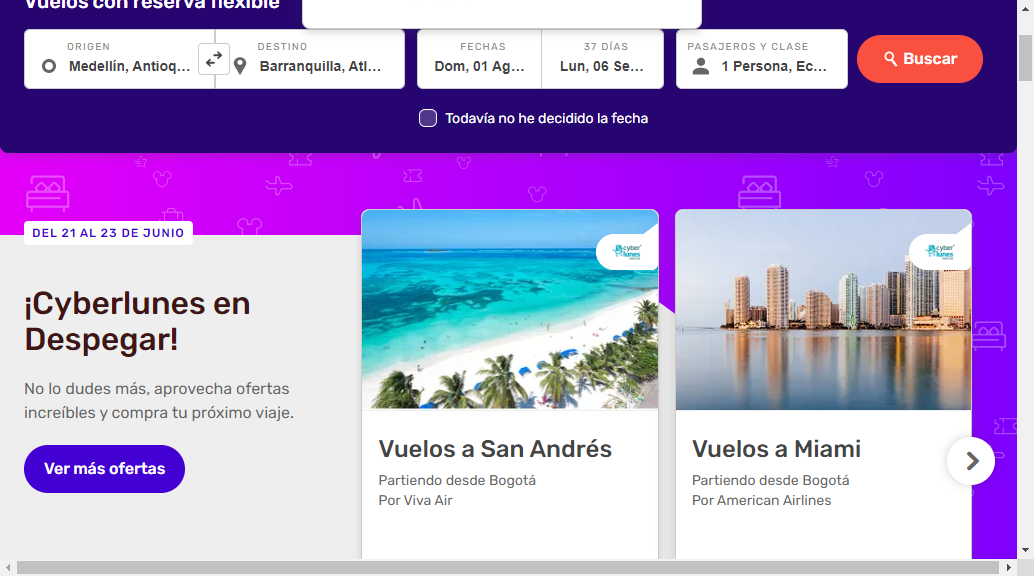 Vuelos con reserva flexible
ORIGEN
Medellín, Antioq...
DESTINO
Barranquilla, Atl...
FECHAS
Dom, 01 Ag...
37 DÍAS
Lun, 06 Se...
PASAJEROS Y CLASE
1 Persona, Ec...
Buscar
Todavía no he decidido la fecha
DEL 21 AL 23 DE JUNIO
¡Cyberlunes en
Despegar!
No lo dudes más, aprovecha ofertas
increíbles y compra tu próximo viaje.
Ver más ofertas
cyber
lunes
Vuelos a San Andrés
Partiendo desde Bogotá
Por Viva Air
cyber
lunes
Vuelos a Miami
Partiendo desde Bogotá
Por American Airlines